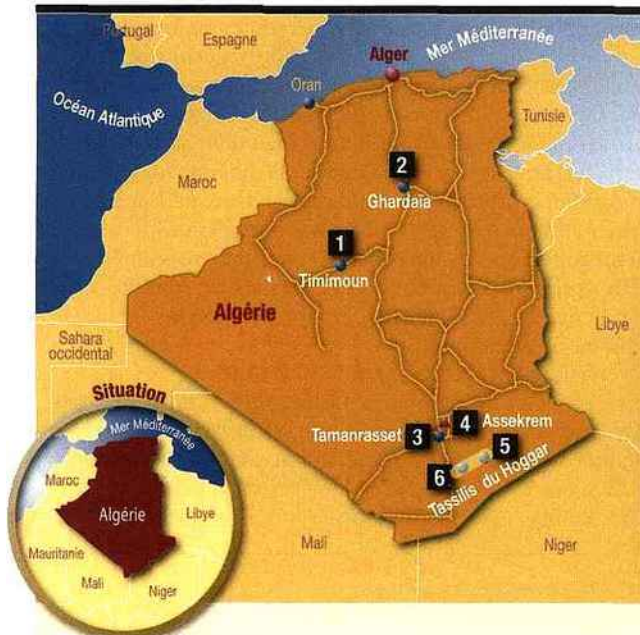 Portugal
Espagne
Mer Méditerranée
Alger
Oran
Océan Atlantique
Tunisie
Maroc
2
Ghardaïa
1
Timimoun
Algérie
Libye
Sahara
occidental
Situation
Tamanrasset
3
4
Assekrem
5
6
Tassilis du Hoggar
Mali
Niger
Mer Méditerranée
Maroc
Algérie
Libye
Mauritanie
Mali
Niger